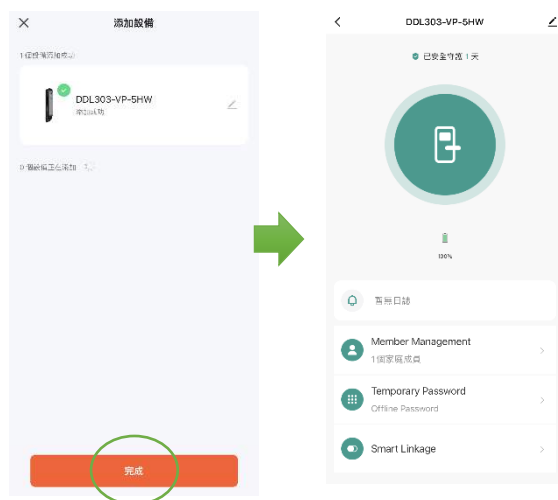 添加設備
1個設備添加成功
DDL303-VP-5HW
添加成功
0個設備正在添加
完成
DDL303-VP-5HW
已安全守護 1 天
100%
暫無日誌
Member Management
1個家庭成員
Temporary Password
Offline Password
Smart Linkage